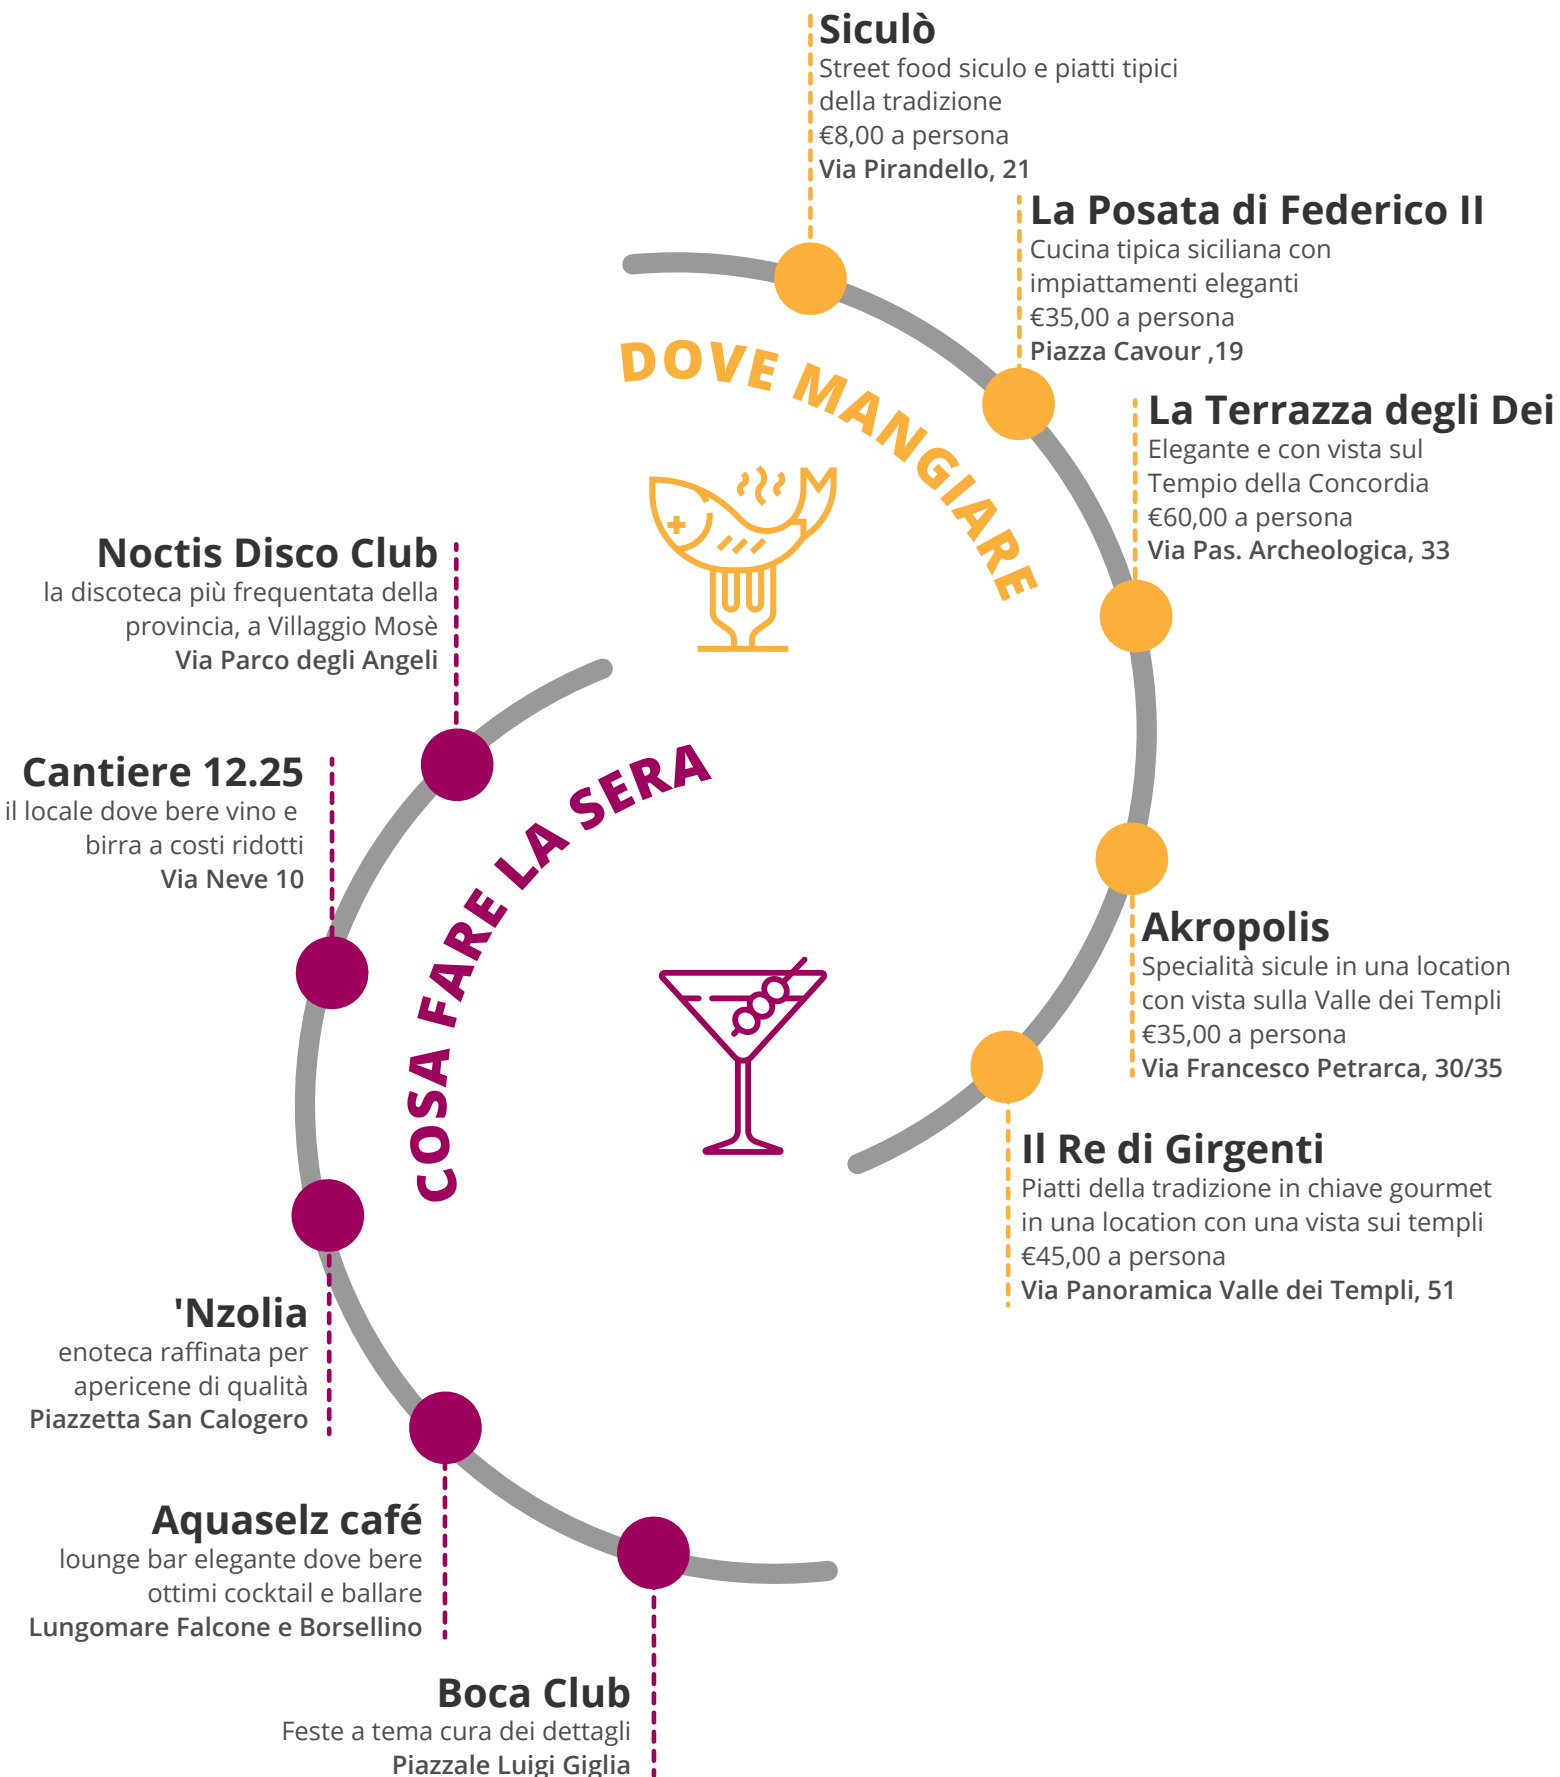 Siculò
Street food siculo e piatti tipici
della tradizione
€8,00 a persona
Via Pirandello, 21
La Posata di Federico II
Cucina tipica siciliana con
impiattamenti eleganti
€35,00 a persona
Piazza Cavour ,19
DOVE MANGIARE
La Terrazza degli Dei
Elegante e con vista sul
Tempio della Concordia
€60,00 a persona
Via Pas. Archeologica, 33
Akropolis
Specialità sicule in una location
con vista sulla Valle dei Templi
€35,00 a persona
Via Francesco Petrarca, 30/35
Il Re di Girgenti
Piatti della tradizione in chiave gourmet
in una location con una vista sui templi
€45,00 a persona
Via Panoramica Valle dei Templi, 51
COSA FARE LA SERA
Noctis Disco Club
la discoteca più frequentata della
provincia, a Villaggio Mosè
Via Parco degli Angeli
Cantiere 12.25
il locale dove bere vino e
birra a costi ridotti
Via Neve 10
'Nzolia
enoteca raffinata per
apericene di qualità
Piazzetta San Calogero
Aquaselz café
lounge bar elegante dove bere
ottimi cocktail e ballare
Lungomare Falcone e Borsellino
Boca Club
Feste a tema cura dei dettagli
Piazzale Luigi Giglia